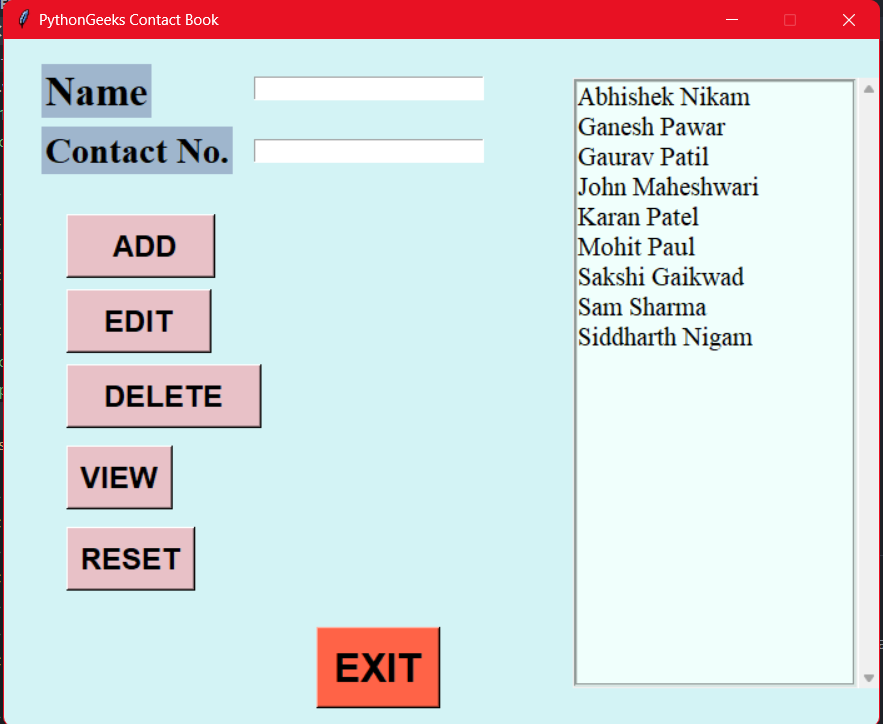 PythonGeeks Contact Book
Name
Contact No.
ADD
EDIT
DELETE
VIEW
RESET
EXIT
Abhishek Nikam
Ganesh Pawar
Gaurav Patil
John Maheshwari
Karan Patel
Mohit Paul
Sakshi Gaikwad
Sam Sharma
Siddharth Nigam